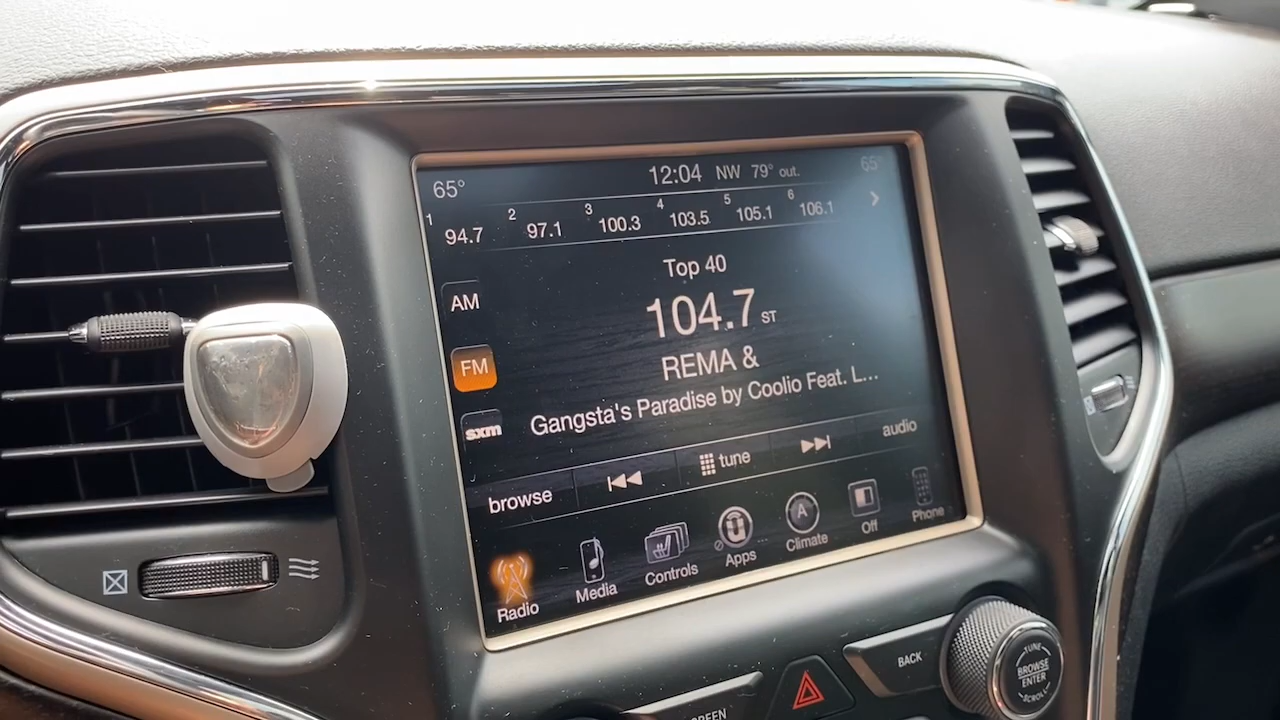 65° 12:04 NW 79° out. 65°
1 94.7 2 97.1 3 100.3 4 103.5 5 105.1 6 106.1
Top 40
AM
104.7 ST
FM
REMA &
Gangsta's Paradise by Coolio Feat. L...
sxm
browse tune audio
Radio Media Controls Apps Climate Off Phone
A
BACK
TUNE
BROWSE
ENTER
SCROLL